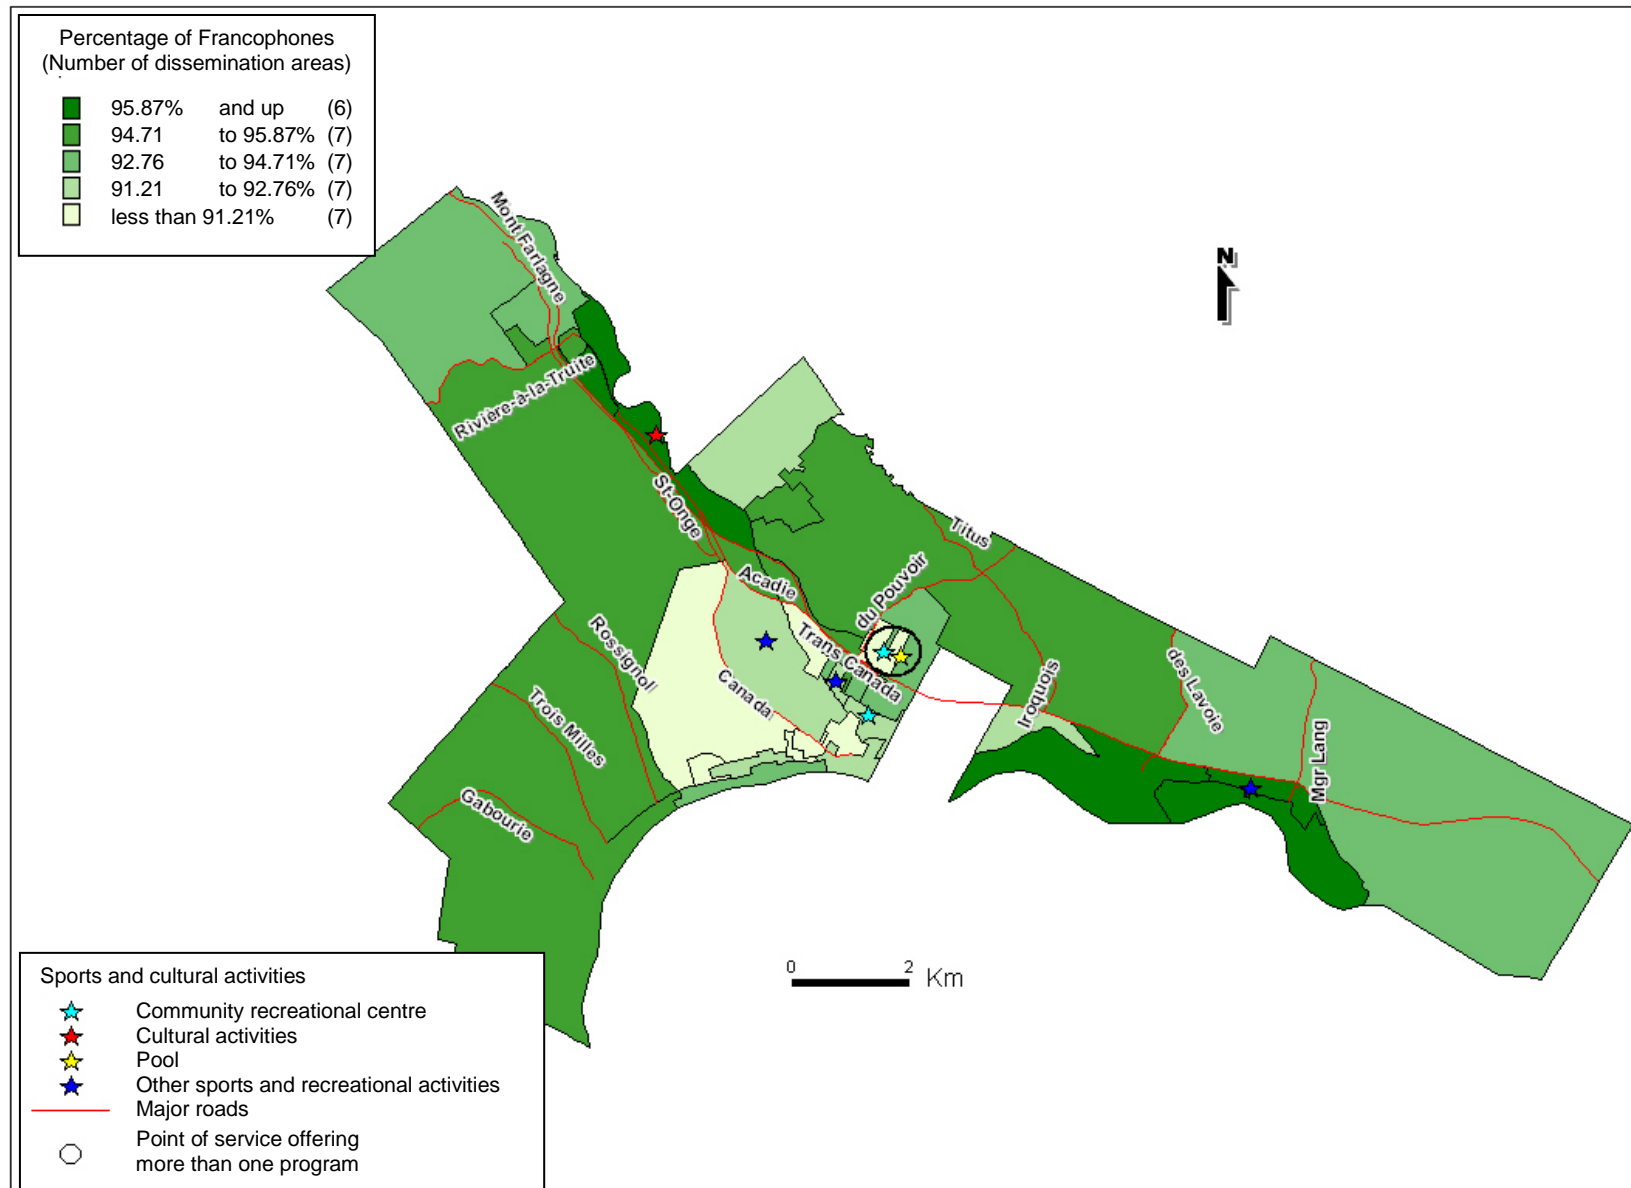 Percentage of Francophones
(Number of dissemination areas)
95.87% and up (6)
94.71 to 95.87% (7)
92.76 to 94.71% (7)
91.21 to 92.76% (7)
less than 91.21% (7)
Mont Farlagne
N
Rivière-à-la-Truite
St-Onge
Titus
Acadie
du Pouvoir
Trans Canada
Rossignol
Canada
Iroquois
des Lavoie
Trois Milles
Mgr Lang
Gabourie
0 2 Km
Sports and cultural activities
Community recreational centre
Cultural activities
Pool
Other sports and recreational activities
Major roads
Point of service offering
more than one program